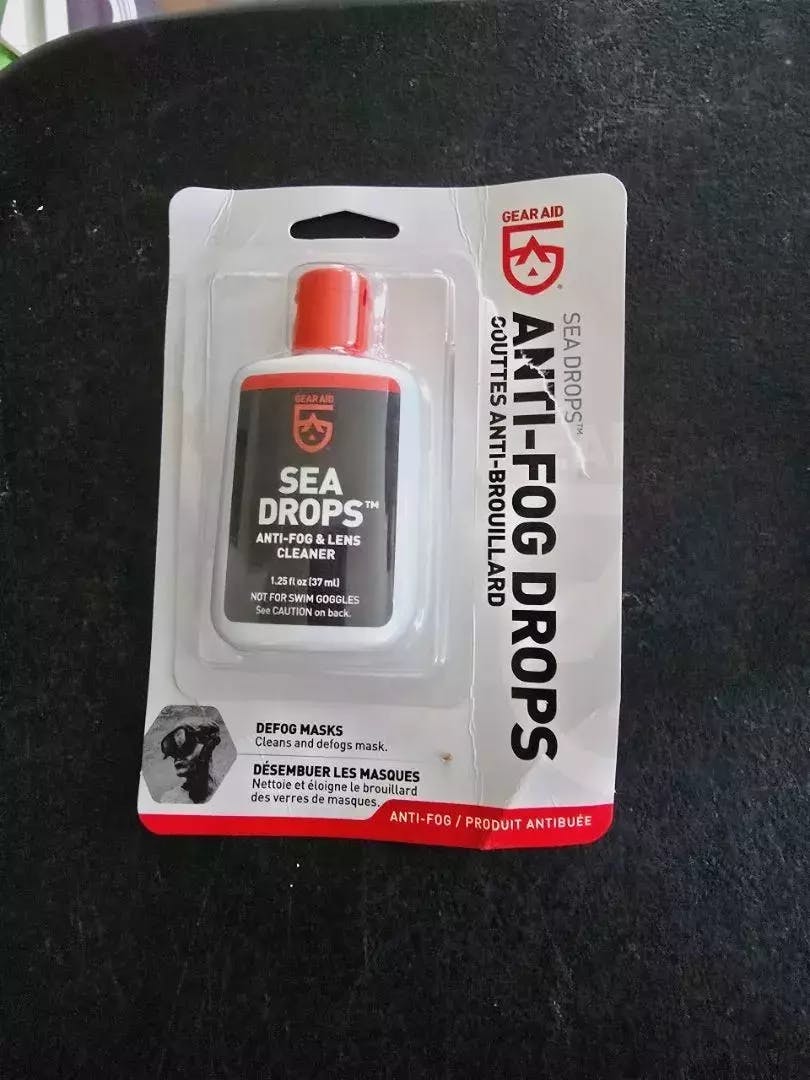 GEAR AID
SEA DROPS™
ANTI-FOG DROPS
GOUTTES ANTI-BROUILLARD
GEAR AID
SEA
DROPS™
ANTI-FOG & LENS
CLEANER
1.25 fl oz (37 ml)
NOT FOR SWIM GOGGLES
See CAUTION on back.
DEFOG MASKS
Cleans and defogs mask.
DÉSEMBUER LES MASQUES
Nettoie et éloigne le brouillard
des verres de masques.
ANTI-FOG / PRODUIT ANTIBUÉE